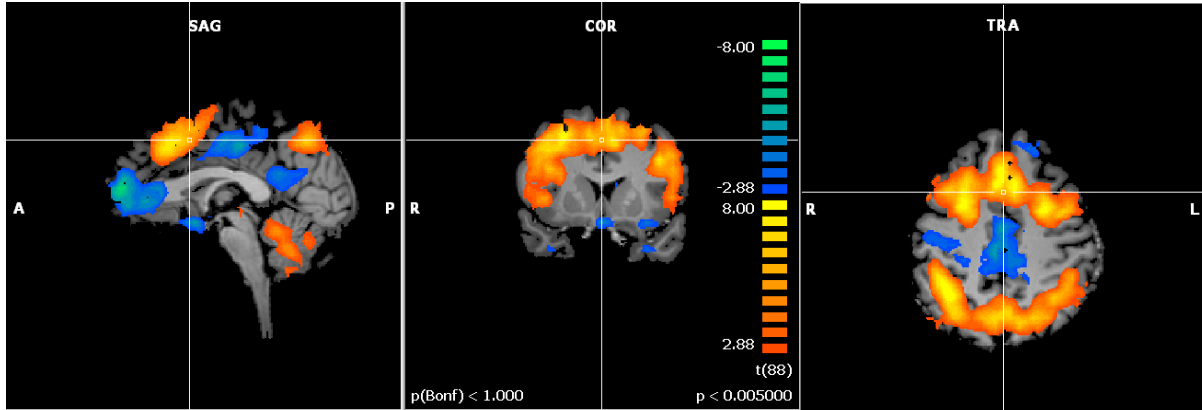 SAG
A
P
COR
R
-8.00
-2.88
8.00
2.88
t(88)
p(Bonf) < 1.000
p < 0.005000
TRA
R
L